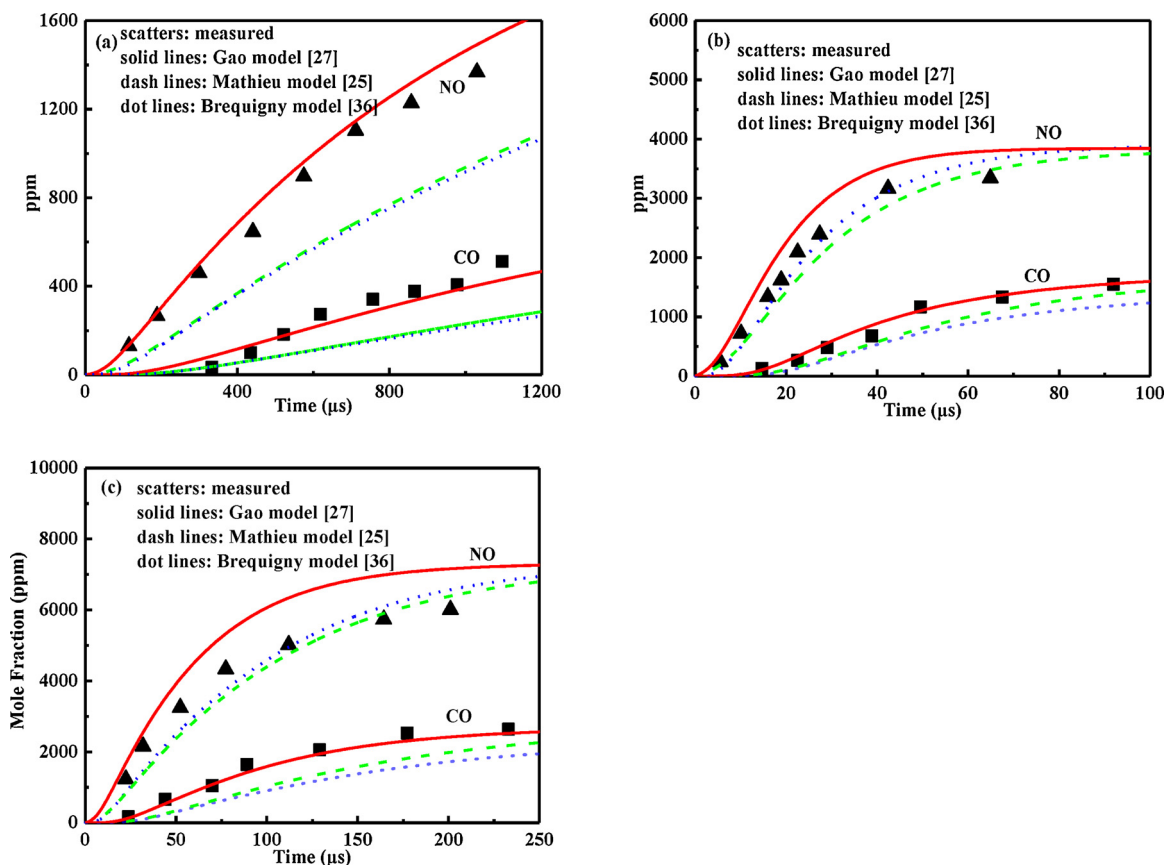 1600
(a)
scatters: measured
solid lines: Gao model [27]
dash lines: Mathieu model [25]
dot lines: Brequigny model [36]
NO
1200
800
400
CO
0
ppm
0 400 800 1200
Time (µs)
6000
(b)
scatters: measured
solid lines: Gao model [27]
dash lines: Mathieu model [25]
dot lines: Brequigny model [36]
5000
NO
4000
3000
2000
CO
1000
0
ppm
0 20 40 60 80 100
Time (µs)
10000
(c)
scatters: measured
solid lines: Gao model [27]
dash lines: Mathieu model [25]
dot lines: Brequigny model [36]
8000
NO
6000
4000
CO
2000
0
Mole Fraction (ppm)
0 50 100 150 200 250
Time (µs)